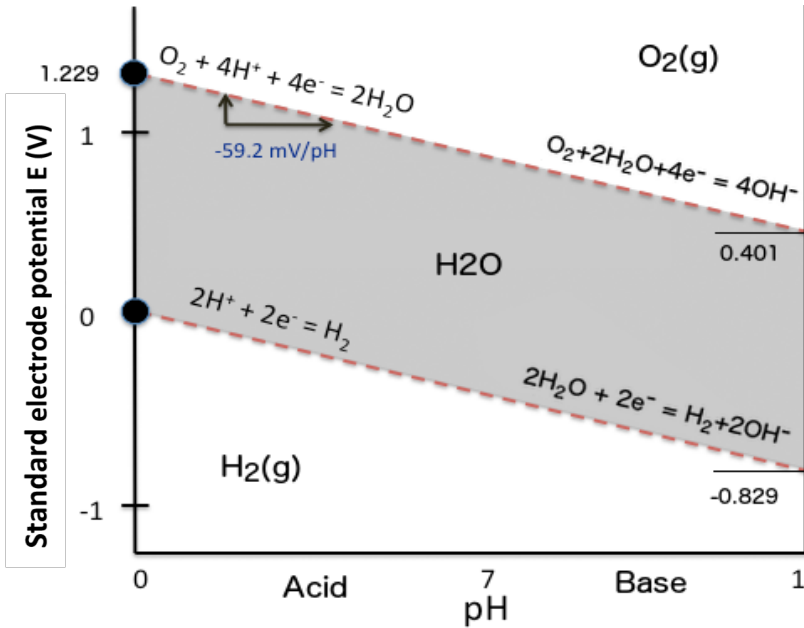 O₂ + 4H⁺ + 4e⁻ = 2H₂O
O2(g)
1.229
1
-59.2 mV/pH
O₂+2H₂O+4e⁻ = 4OH⁻
0.401
H2O
Standard electrode potential E (V)
0
2H⁺ + 2e⁻ = H₂
2H₂O + 2e⁻ = H₂+2OH⁻
H2(g)
-0.829
-1
0
Acid
7
Base
1
pH